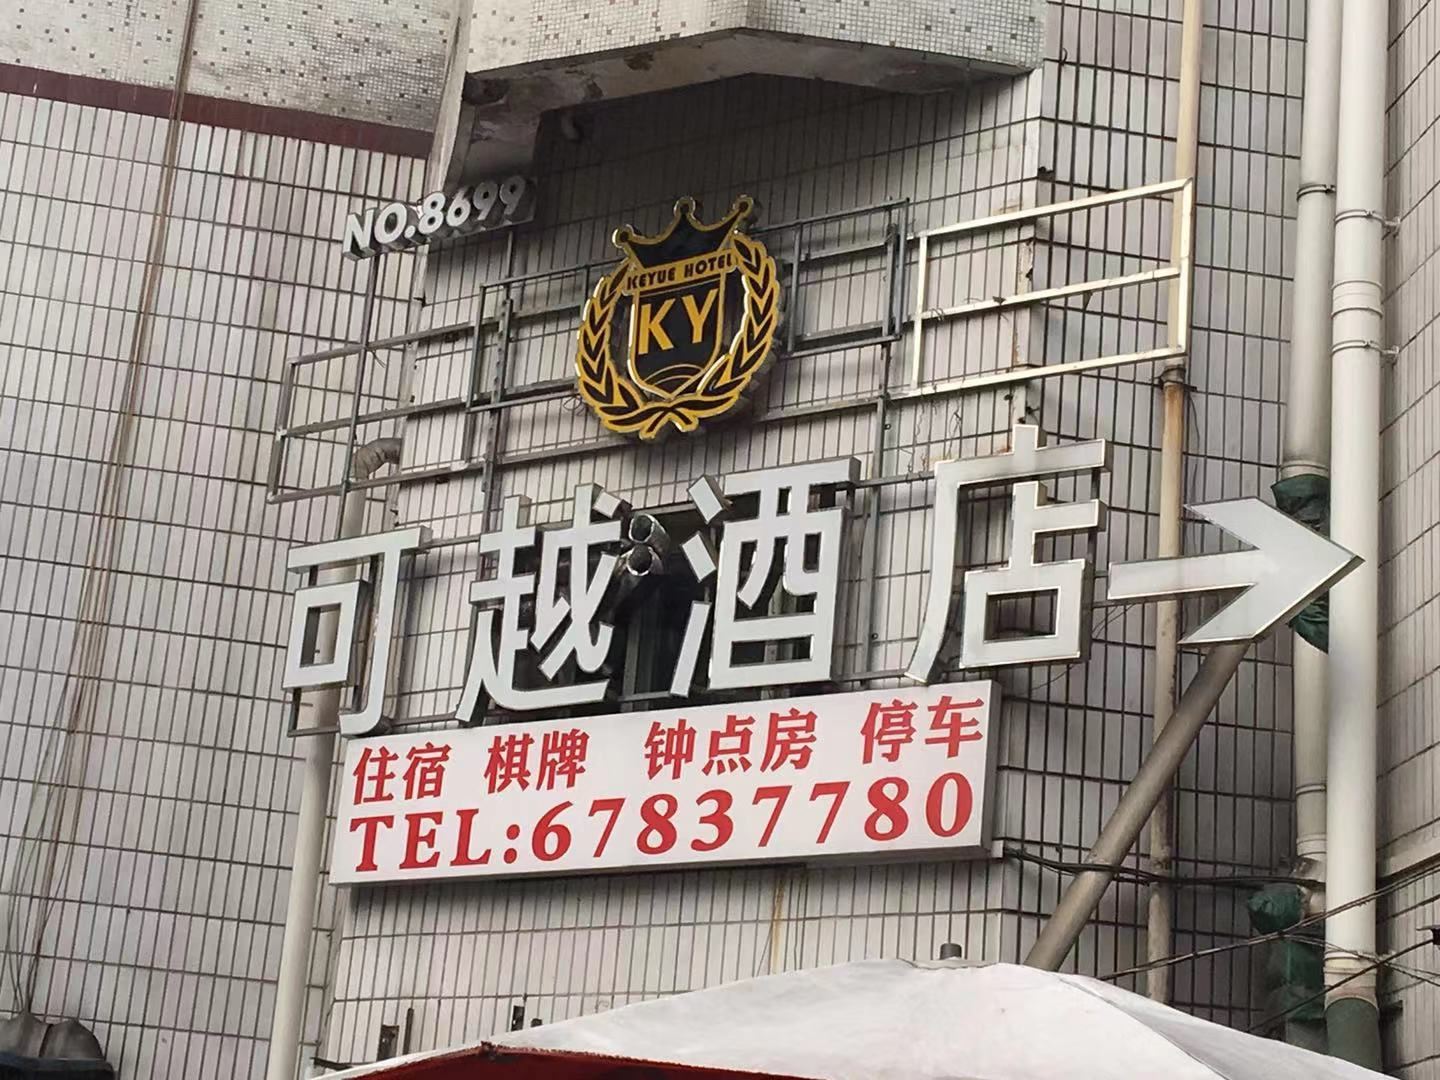 NO.8699
KEYUE HOTEL
KY
可越酒店
住宿 棋牌 钟点房 停车
TEL:67837780